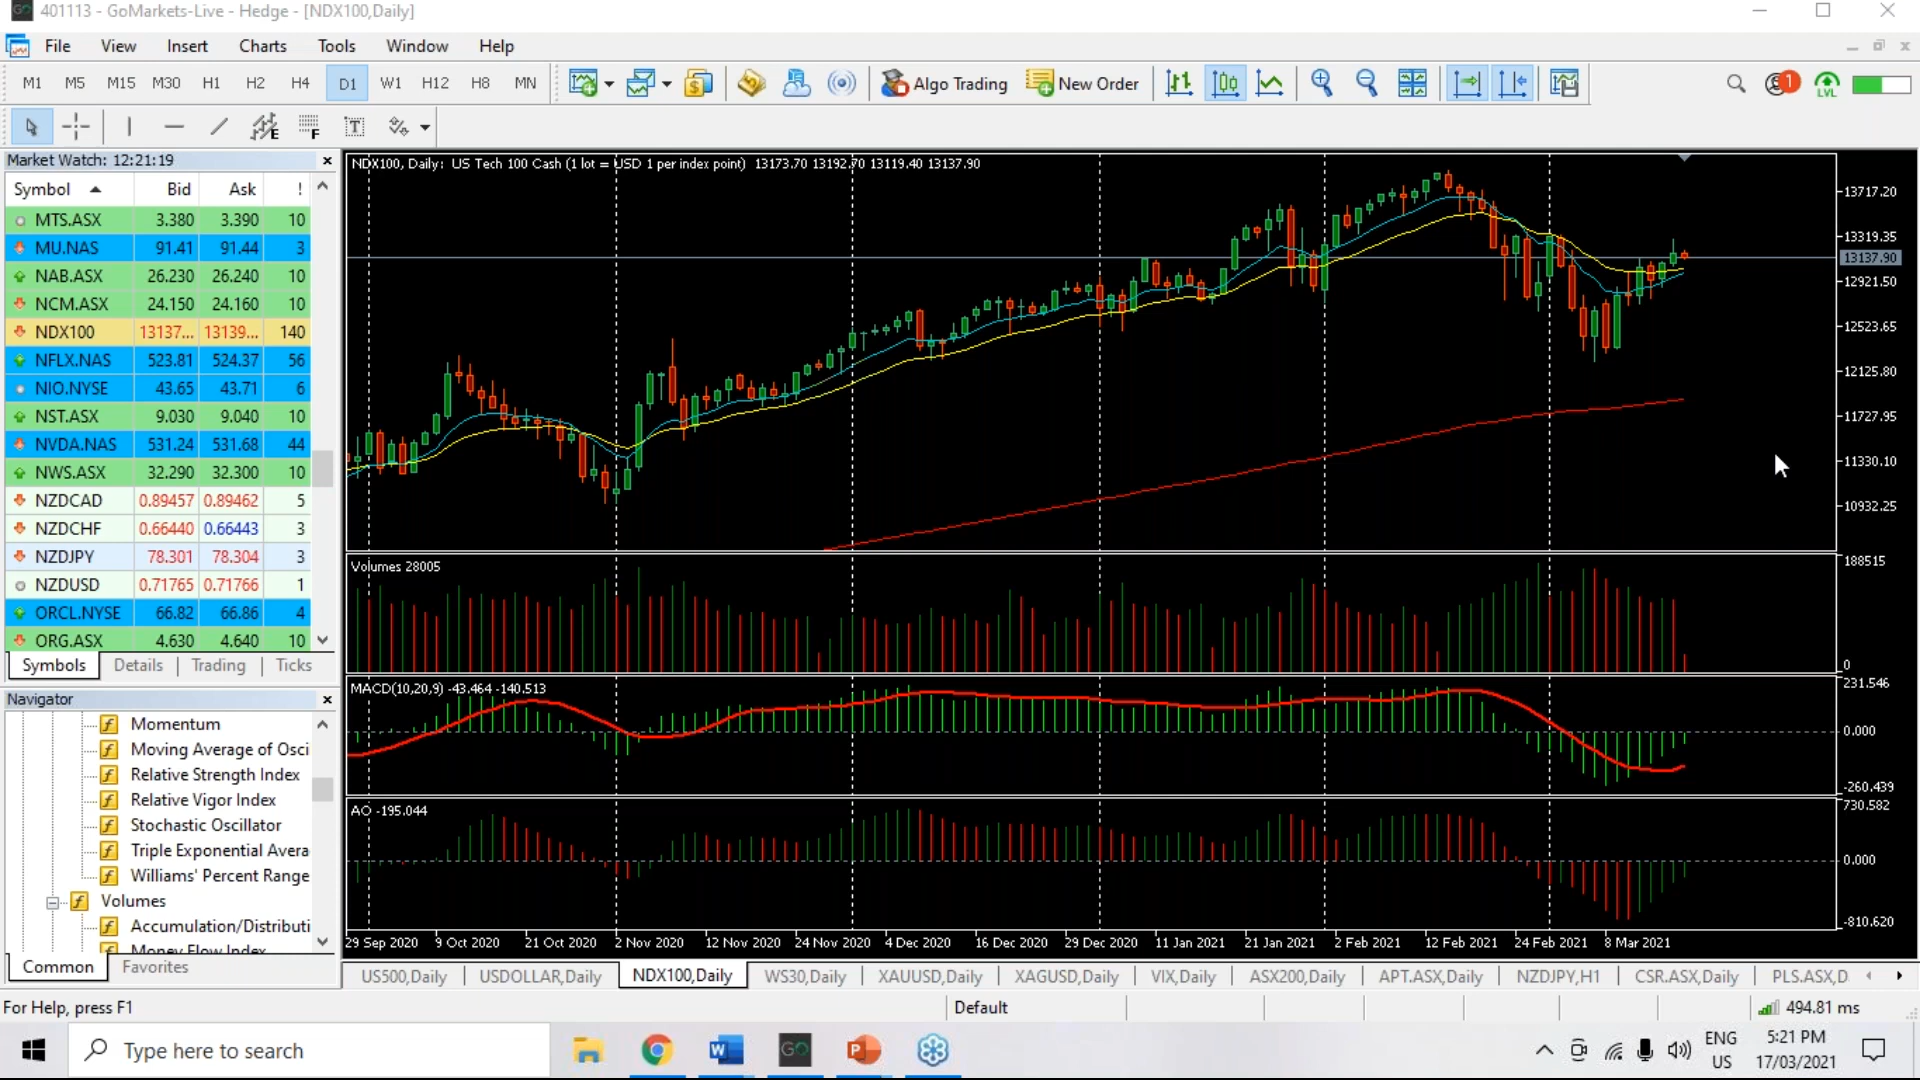 401113 - GoMarkets-Live - Hedge - [NDX100,Daily]
File View Insert Charts Tools Window Help
M1 M5 M15 M30 H1 H2 H4 D1 W1 H12 H8 MN Algo Trading New Order 1 LVL
E F T
Market Watch: 12:21:19
Symbol Bid Ask !
MTS.ASX 3.380 3.390 10
MU.NAS 91.41 91.44 3
NAB.ASX 26.230 26.240 10
NCM.ASX 24.150 24.160 10
NDX100 13137... 13139... 140
NFLX.NAS 523.81 524.37 56
NIO.NYSE 43.65 43.71 6
NST.ASX 9.030 9.040 10
NVDA.NAS 531.24 531.68 44
NWS.ASX 32.290 32.300 10
NZDCAD 0.89457 0.89462 5
NZDCHF 0.66440 0.66443 3
NZDJPY 78.301 78.304 3
NZDUSD 0.71765 0.71766 1
ORCL.NYSE 66.82 66.86 4
ORG.ASX 4.630 4.640 10
Symbols Details Trading Ticks
Navigator
Momentum
Moving Average of Osci
Relative Strength Index
Relative Vigor Index
Stochastic Oscillator
Triple Exponential Avera
Williams' Percent Range
Volumes
Accumulation/Distributi
Money Flow Index
Common Favorites
NDX100, Daily: US Tech 100 Cash (1 lot = USD 1 per index point) 13173.70 13192.70 13119.40 13137.90
13717.20
13319.35
13137.90
12921.50
12523.65
12125.80
11727.95
11330.10
10932.25
Volumes 28005
188515
0
MACD(10,20,9) -43.464 -140.513
231.546
0.000
-260.439
AO -195.044
730.582
0.000
-810.620
29 Sep 2020 9 Oct 2020 21 Oct 2020 2 Nov 2020 12 Nov 2020 24 Nov 2020 4 Dec 2020 16 Dec 2020 29 Dec 2020 11 Jan 2021 21 Jan 2021 2 Feb 2021 12 Feb 2021 24 Feb 2021 8 Mar 2021
US500,Daily USDOLLAR,Daily NDX100,Daily WS30,Daily XAUUSD,Daily XAGUSD,Daily VIX,Daily ASX200,Daily APT.ASX,Daily NZDJPY,H1 CSR.ASX,Daily PLS.ASX,D
For Help, press F1 Default 494.81 ms
Type here to search
W GO P
ENG
US
5:21 PM
17/03/2021